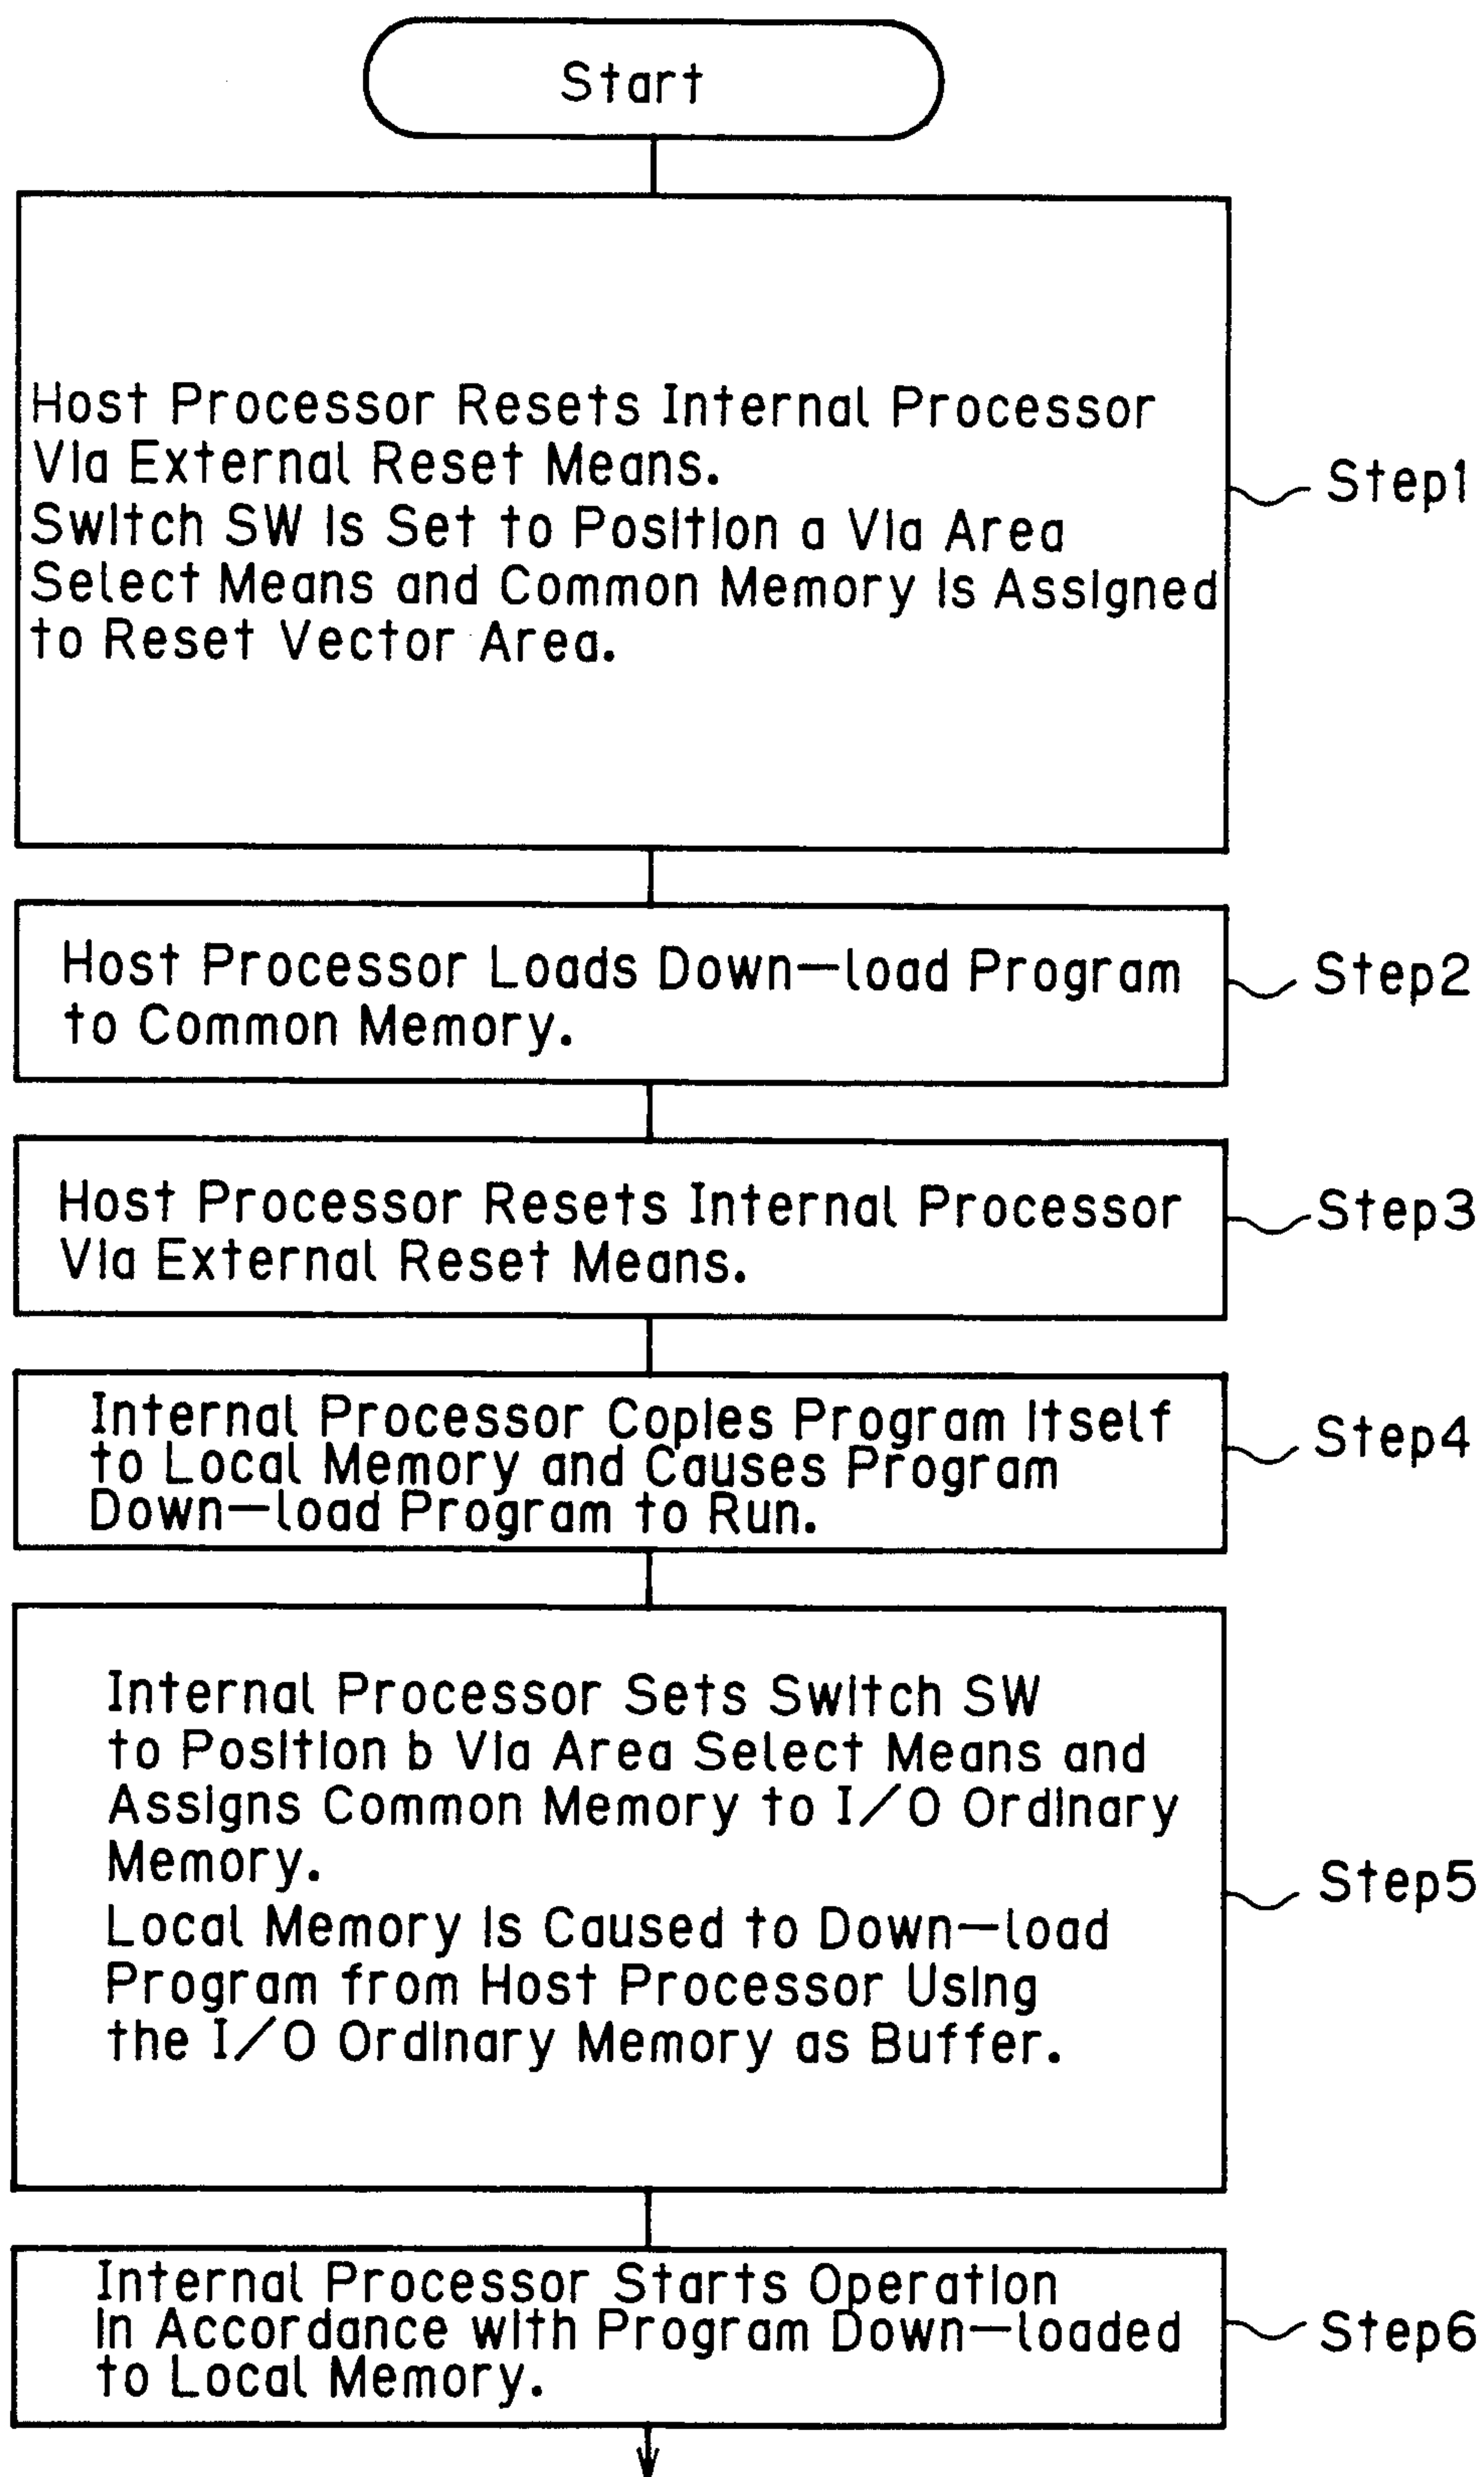 Start
Host Processor Resets Internal Processor
Via External Reset Means.
Switch SW is Set to Position a Via Area
Select Means and Common Memory is Assigned
to Reset Vector Area.
Step1
Host Processor Loads Down-load Program
to Common Memory.
Step2
Host Processor Resets Internal Processor
Via External Reset Means.
Step3
Internal Processor Copies Program Itself
to Local Memory and Causes Program
Down-load Program to Run.
Step4
Internal Processor Sets Switch SW
to Position b Via Area Select Means and
Assigns Common Memory to I/O Ordinary
Memory.
Local Memory is Caused to Down-load
Program from Host Processor Using
the I/O Ordinary Memory as Buffer.
Step5
Internal Processor Starts Operation
in Accordance with Program Down-loaded
to Local Memory.
Step6